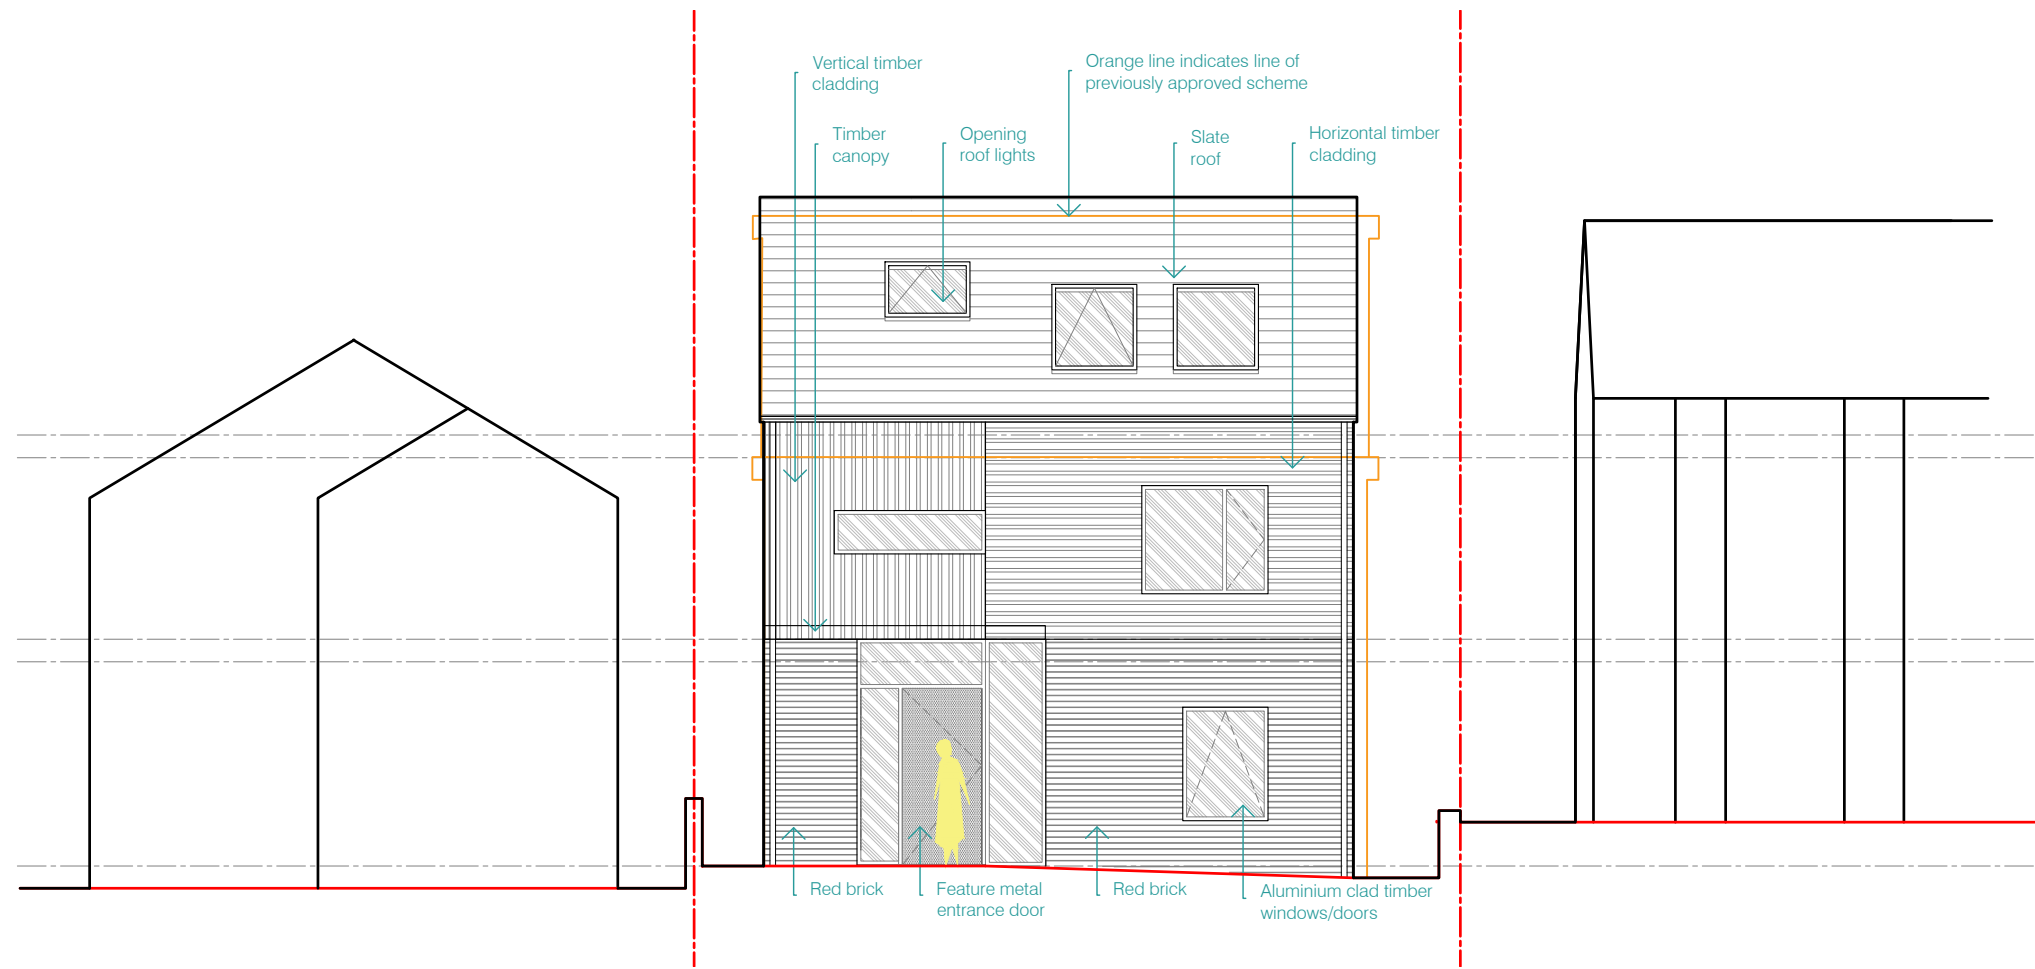 Vertical timber
cladding
Orange line indicates line of
previously approved scheme
Timber
canopy
Opening
roof lights
Slate
roof
Horizontal timber
cladding
Red brick
Feature metal
entrance door
Red brick
Aluminium clad timber
windows/doors